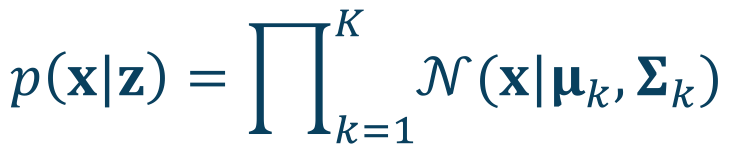 p(𝐱|𝐳) = ∏_{k=1}^{K} 𝒩(𝐱|𝛍_k, 𝚺_k)